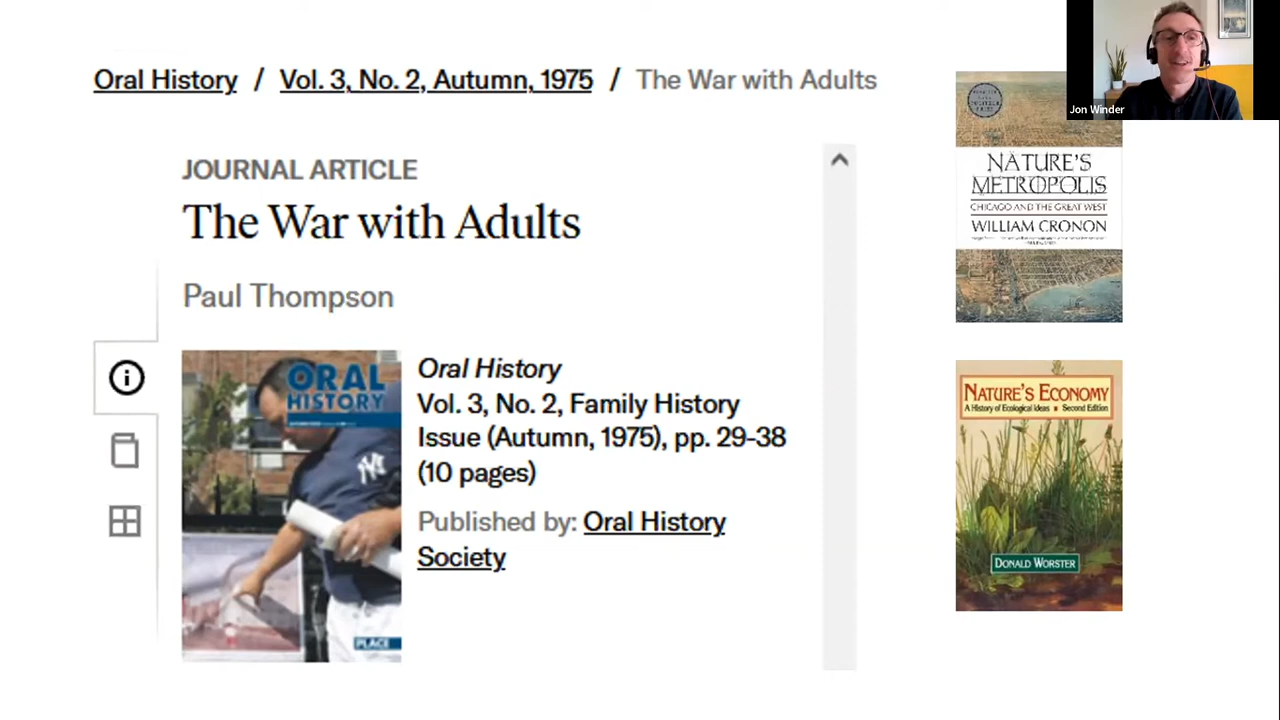 Oral History / Vol. 3, No. 2, Autumn, 1975 / The War with Adults
JOURNAL ARTICLE
The War with Adults
Paul Thompson
ORAL
HISTORY
PLACE
Oral History
Vol. 3, No. 2, Family History
Issue (Autumn, 1975), pp. 29-38
(10 pages)
Published by: Oral History
Society
NATURE'S
METROPOLIS
CHICAGO AND THE GREAT WEST
WILLIAM CRONON
NATURE'S ECONOMY
A History of Ecological Ideas ■ Second Edition
DONALD WORSTER
Jon Winder